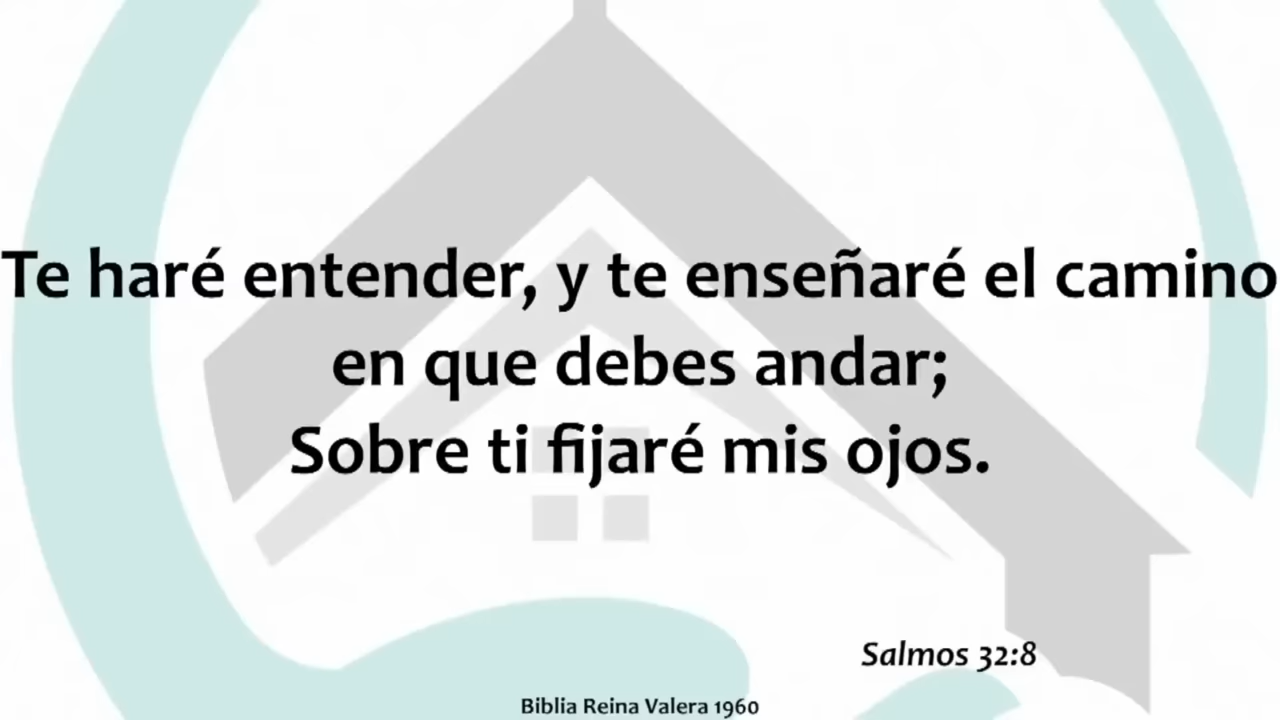 Te haré entender, y te enseñaré el camino
en que debes andar;
Sobre ti fijaré mis ojos.
Salmos 32:8
Biblia Reina Valera 1960